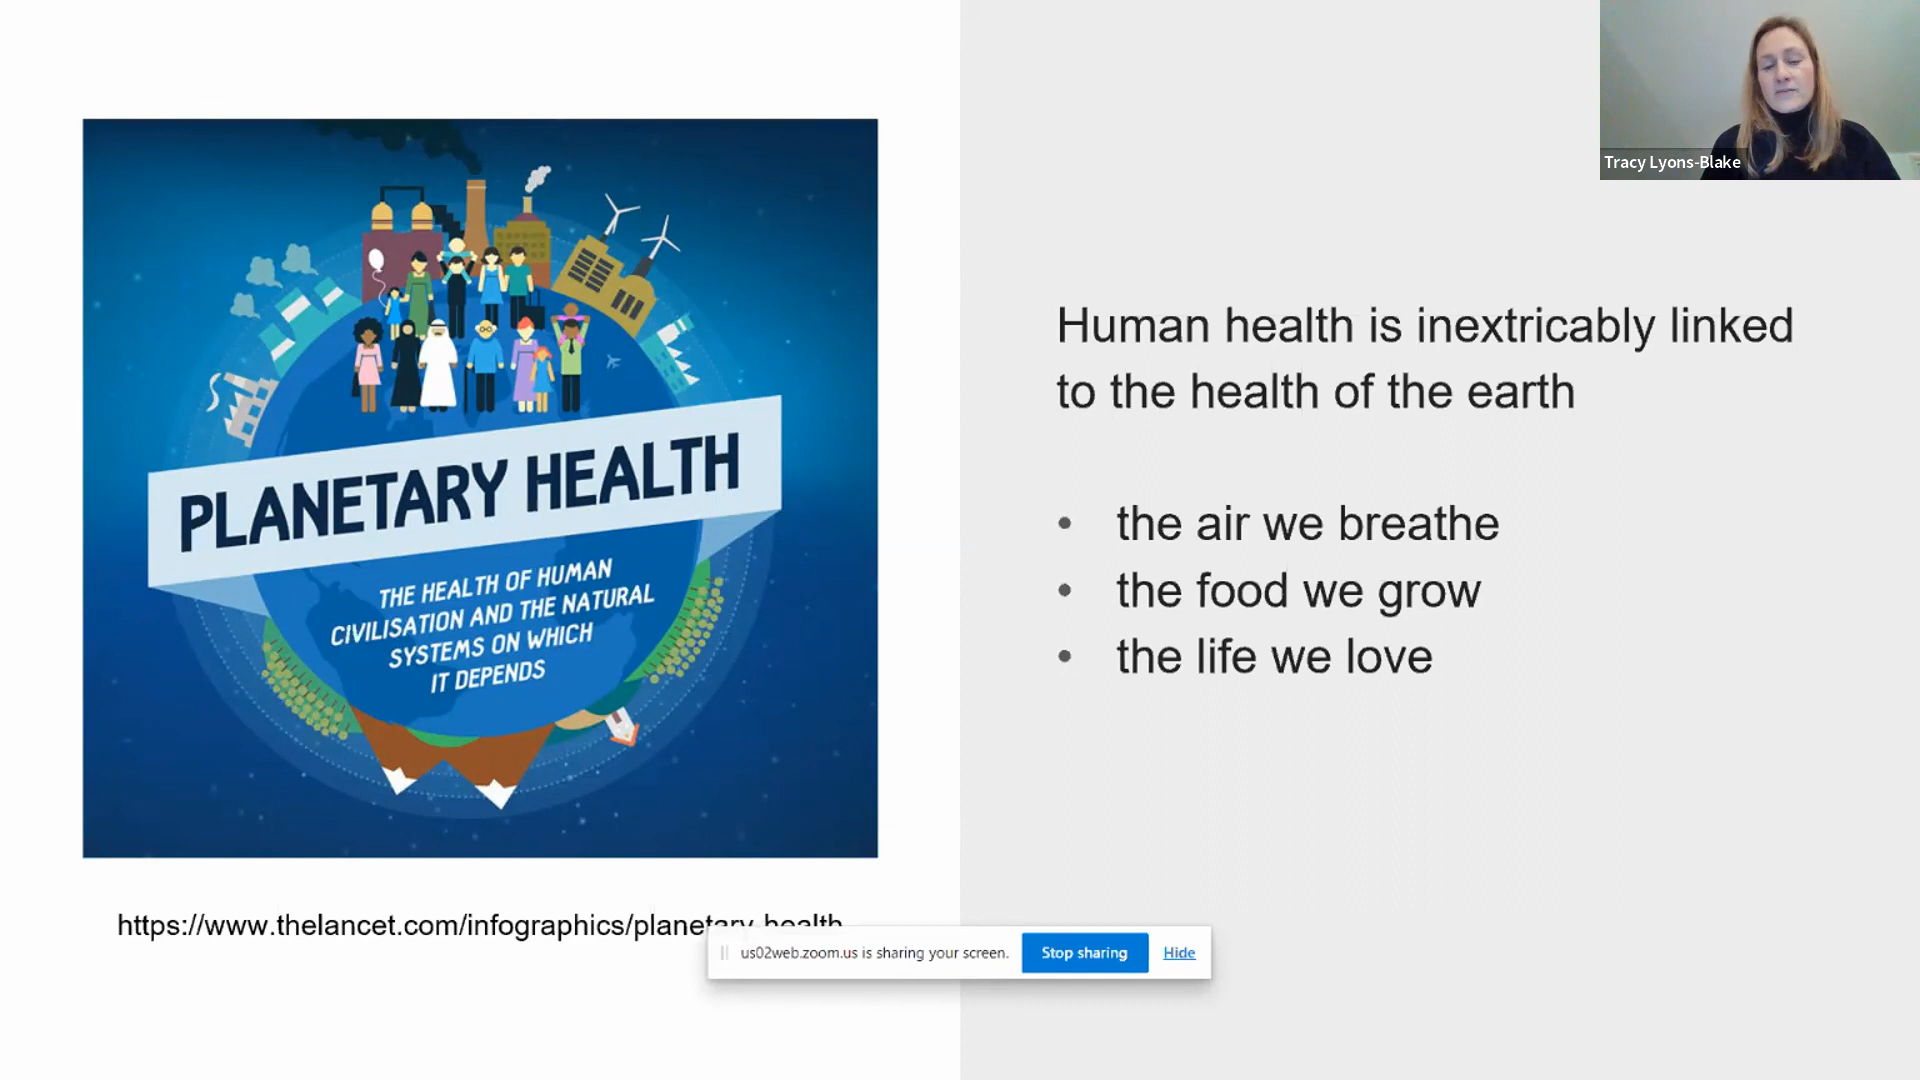 Tracy Lyons-Blake
PLANETARY HEALTH
THE HEALTH OF HUMAN
CIVILISATION AND THE NATURAL
SYSTEMS ON WHICH
IT DEPENDS
https://www.thelancet.com/infographics/planetary-health
Human health is inextricably linked
to the health of the earth
• the air we breathe
• the food we grow
• the life we love
us02web.zoom.us is sharing your screen.
Stop sharing
Hide